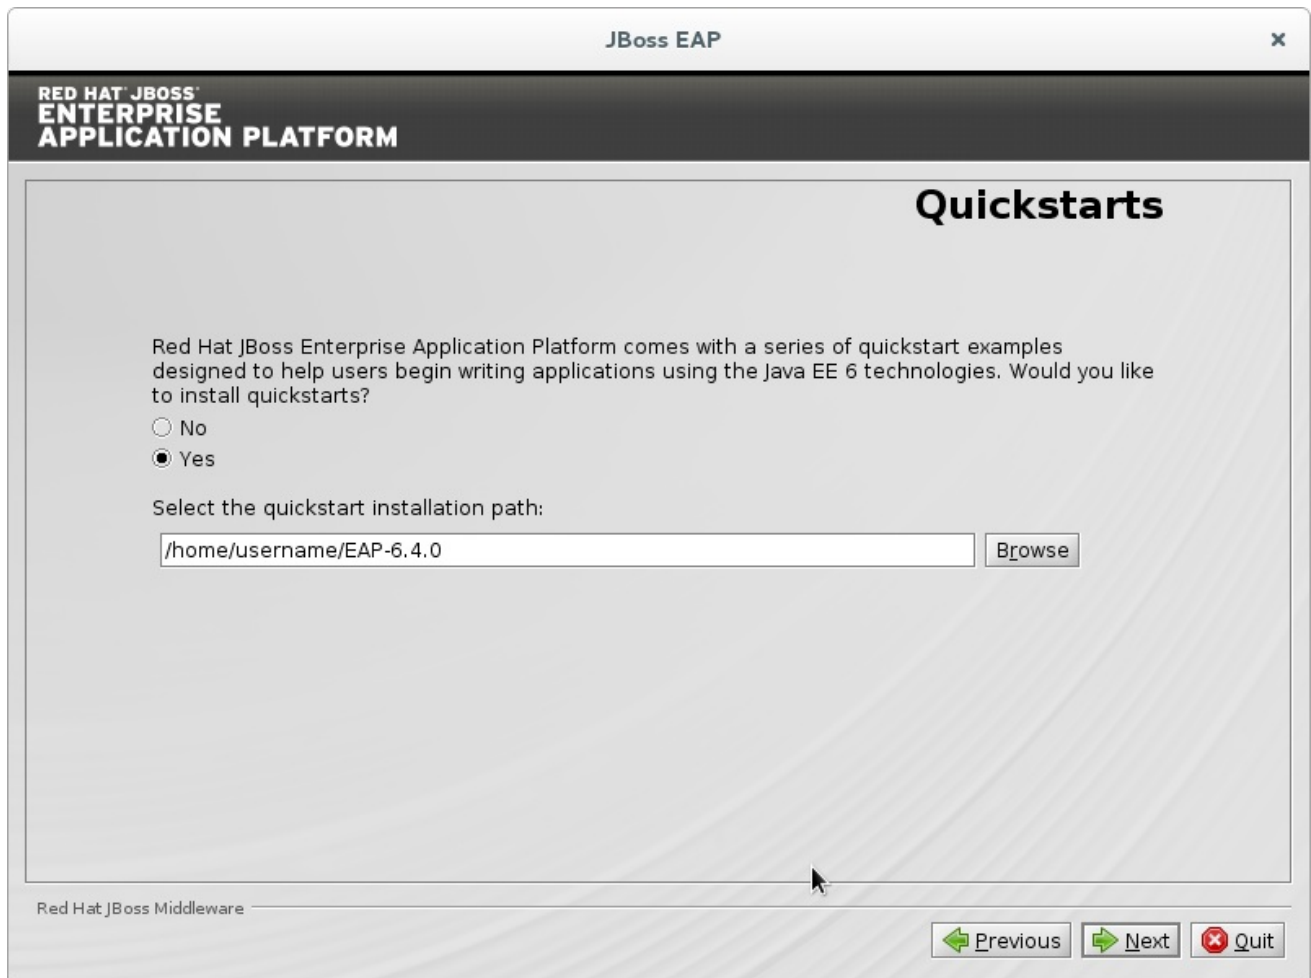 JBoss EAP
RED HAT JBOSS
ENTERPRISE
APPLICATION PLATFORM
Quickstarts
Red Hat JBoss Enterprise Application Platform comes with a series of quickstart examples
designed to help users begin writing applications using the Java EE 6 technologies. Would you like
to install quickstarts?
No
Yes
Select the quickstart installation path:
/home/username/EAP-6.4.0
Browse
Red Hat JBoss Middleware
Previous
Next
Quit